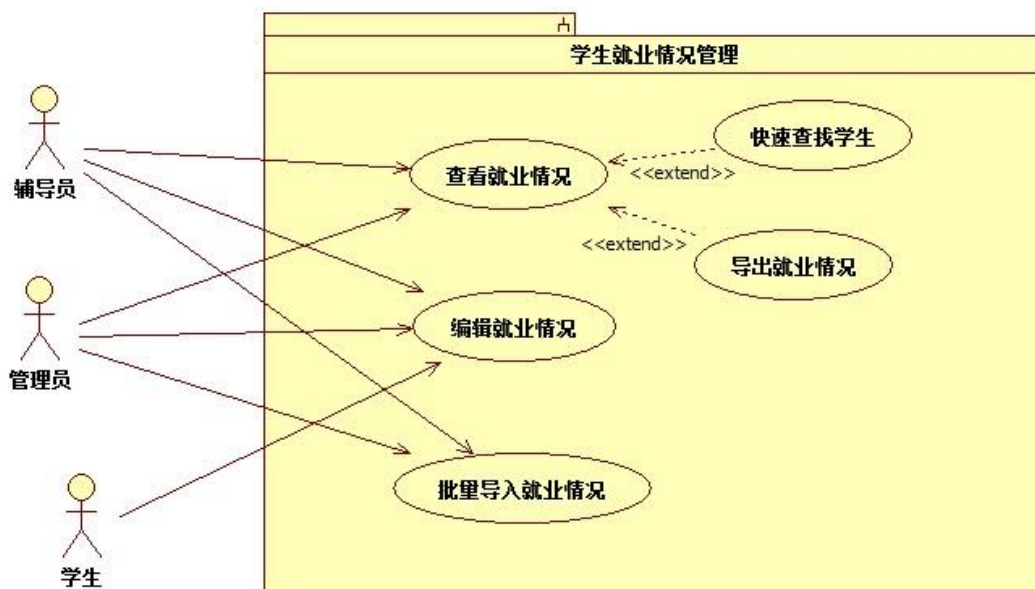 学生就业情况管理
快速查找学生
辅导员
查看就业情况
<<extend>>
<<extend>>
导出就业情况
管理员
编辑就业情况
批量导入就业情况
学生